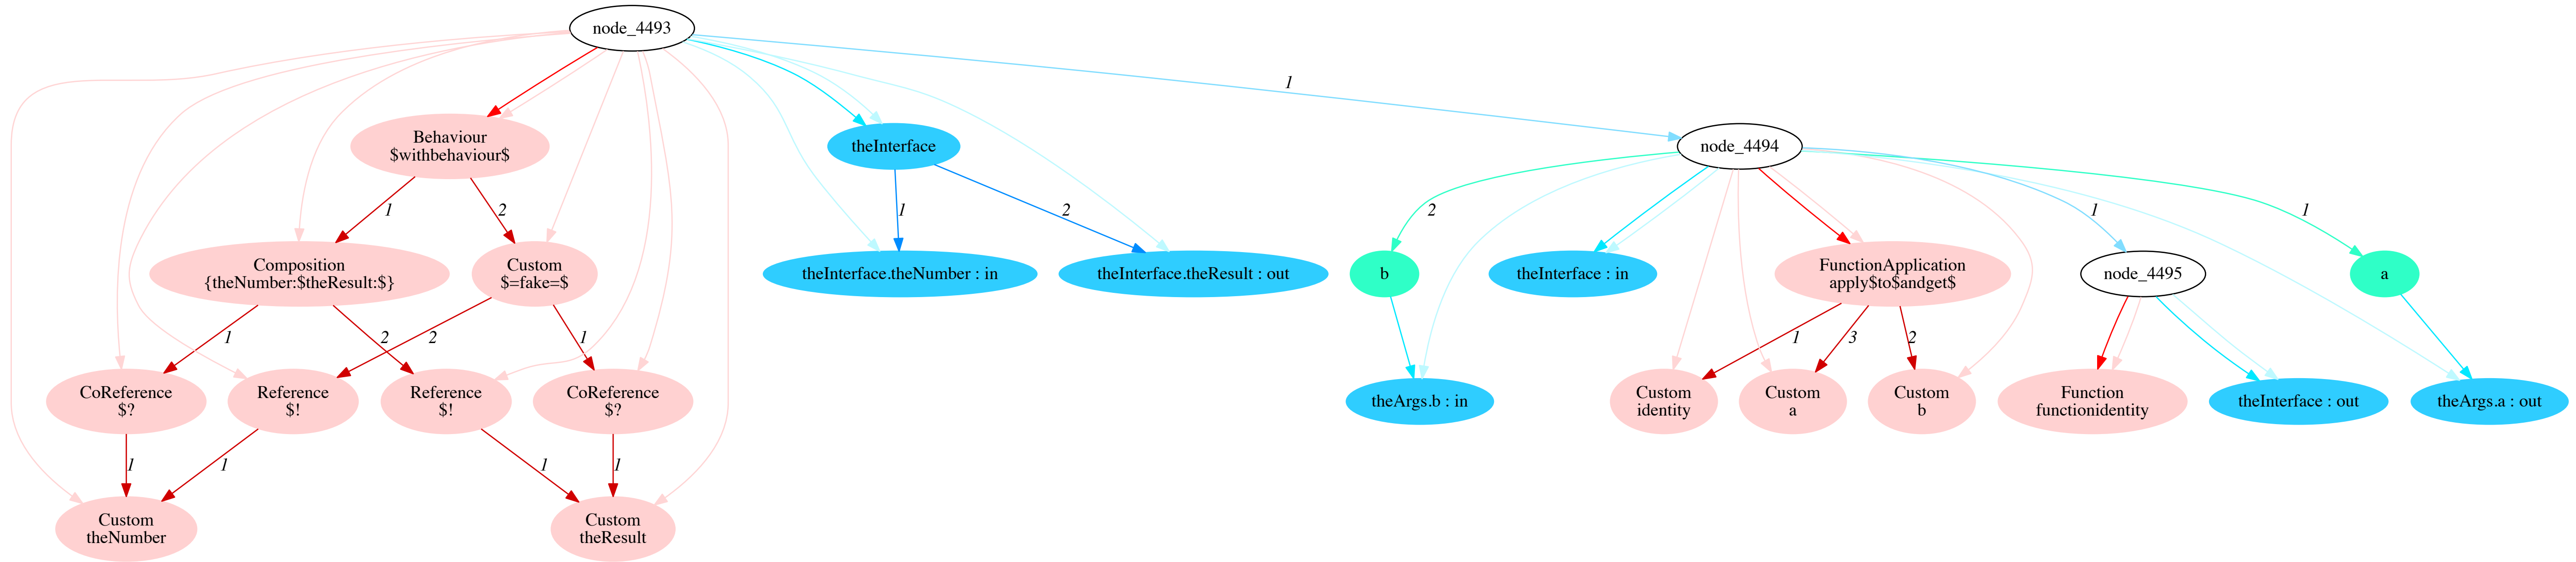 node_4493
1
Behaviour
$withbehaviour$
theInterface
node_4494
1
2
1
2
2
1
1
Composition
{theNumber:$theResult:$}
Custom
$=fake=$
theInterface.theNumber : in
theInterface.theResult : out
b
theInterface : in
FunctionApplication
apply$to$andget$
node_4495
a
1
2
2
1
1
3
2
CoReference
$?
Reference
$!
Reference
$!
CoReference
$?
theArgs.b : in
Custom
identity
Custom
a
Custom
b
Function
functionidentity
theInterface : out
theArgs.a : out
1
1
1
1
Custom
theNumber
Custom
theResult